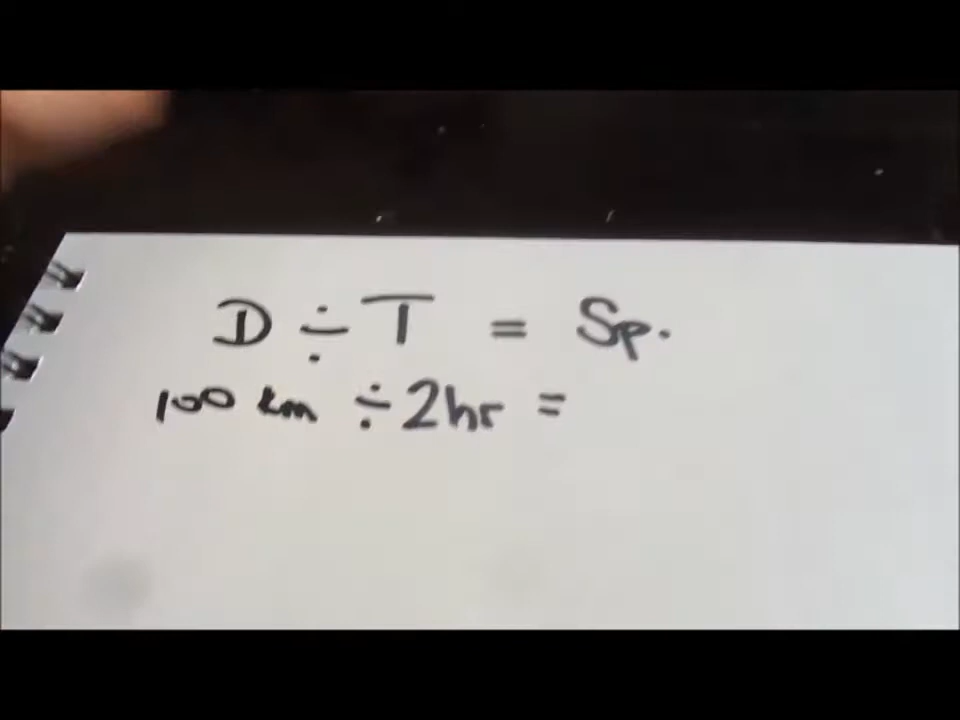 D ÷ T = Sp.
100 km ÷ 2hr =